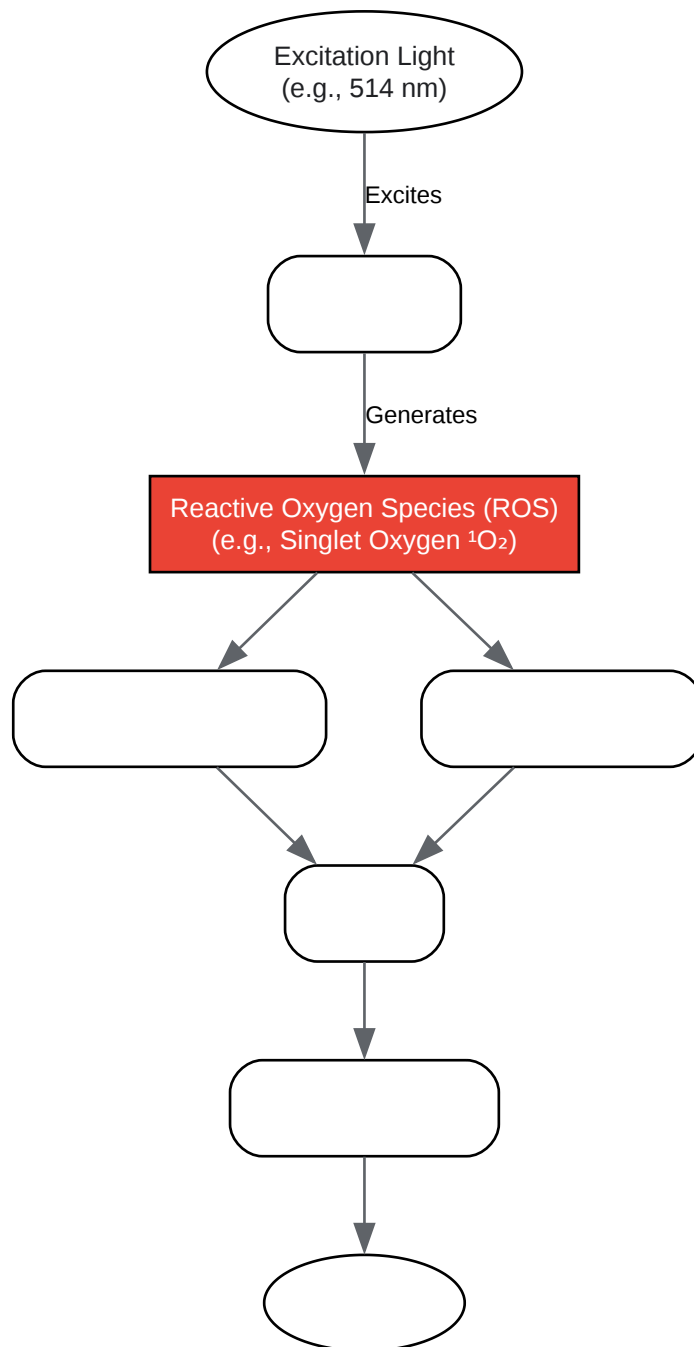 Excitation Light
(e.g., 514 nm)
Excites
Generates
Reactive Oxygen Species (ROS)
(e.g., Singlet Oxygen ¹O₂)